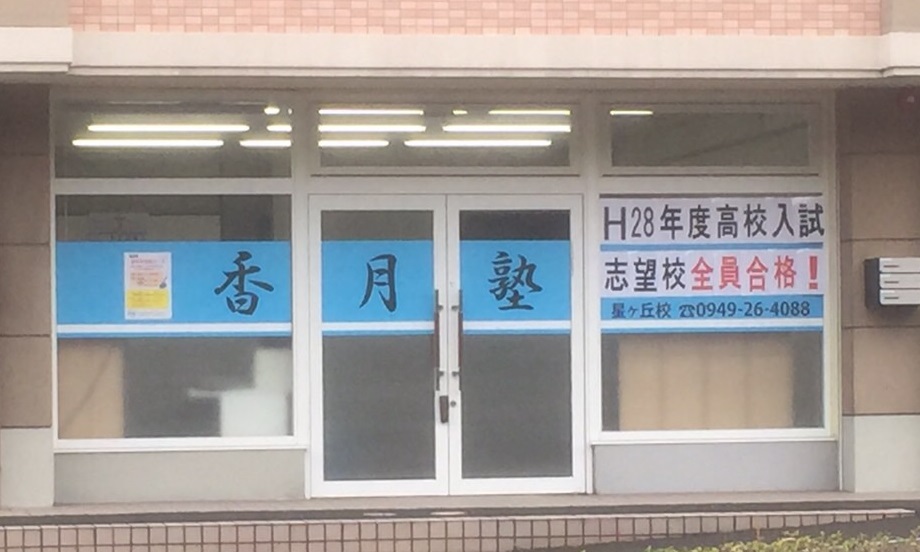 香月塾
H28年度高校入試
志望校全員合格!
星ヶ丘校 ☎0949-26-4088